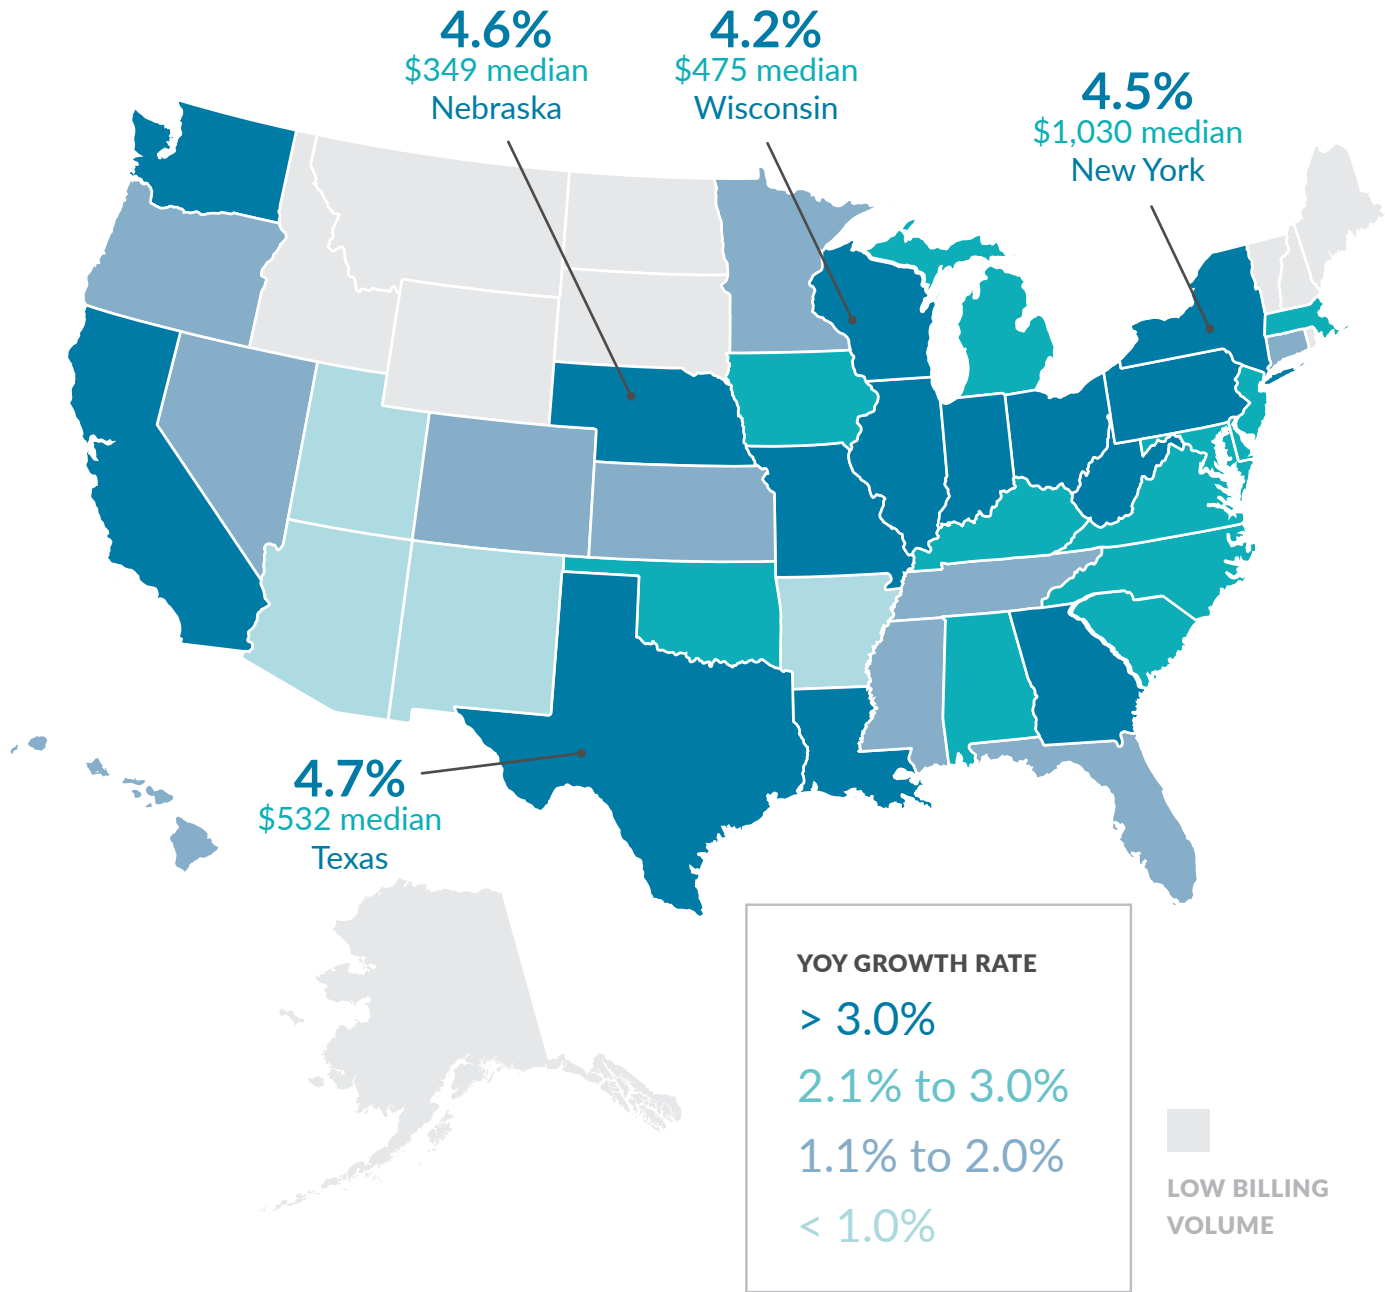 4.6%
$349 median
Nebraska
4.2%
$475 median
Wisconsin
4.5%
$1,030 median
New York
4.7%
$532 median
Texas
YOY GROWTH RATE
> 3.0%
2.1% to 3.0%
1.1% to 2.0%
< 1.0%
LOW BILLING
VOLUME